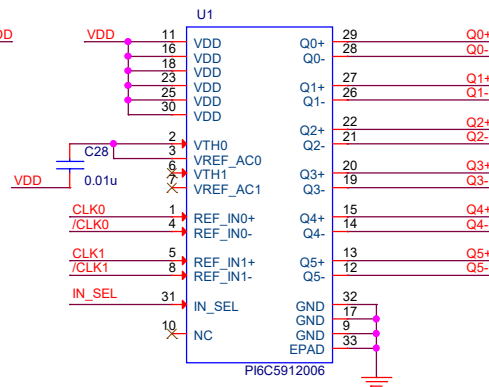 U1
DD
VDD
11
VDD
Q0+
29
Q0+
16
VDD
Q0-
28
Q0-
18
VDD
23
VDD
Q1+
27
Q1+
25
VDD
Q1-
26
Q1-
30
VDD
Q2+
22
Q2+
2
VTH0
Q2-
21
Q2-
C28
3
VREF_AC0
6
VTH1
Q3+
20
Q3+
VDD
0.01u
7
VREF_AC1
Q3-
19
Q3-
CLK0
1
REF_IN0+
Q4+
15
Q4+
/CLK0
4
REF_IN0-
Q4-
14
Q4-
CLK1
5
REF_IN1+
Q5+
13
Q5+
/CLK1
8
REF_IN1-
Q5-
12
Q5-
IN_SEL
31
IN_SEL
GND
32
GND
17
10
NC
GND
9
EPAD
33
PI6C5912006